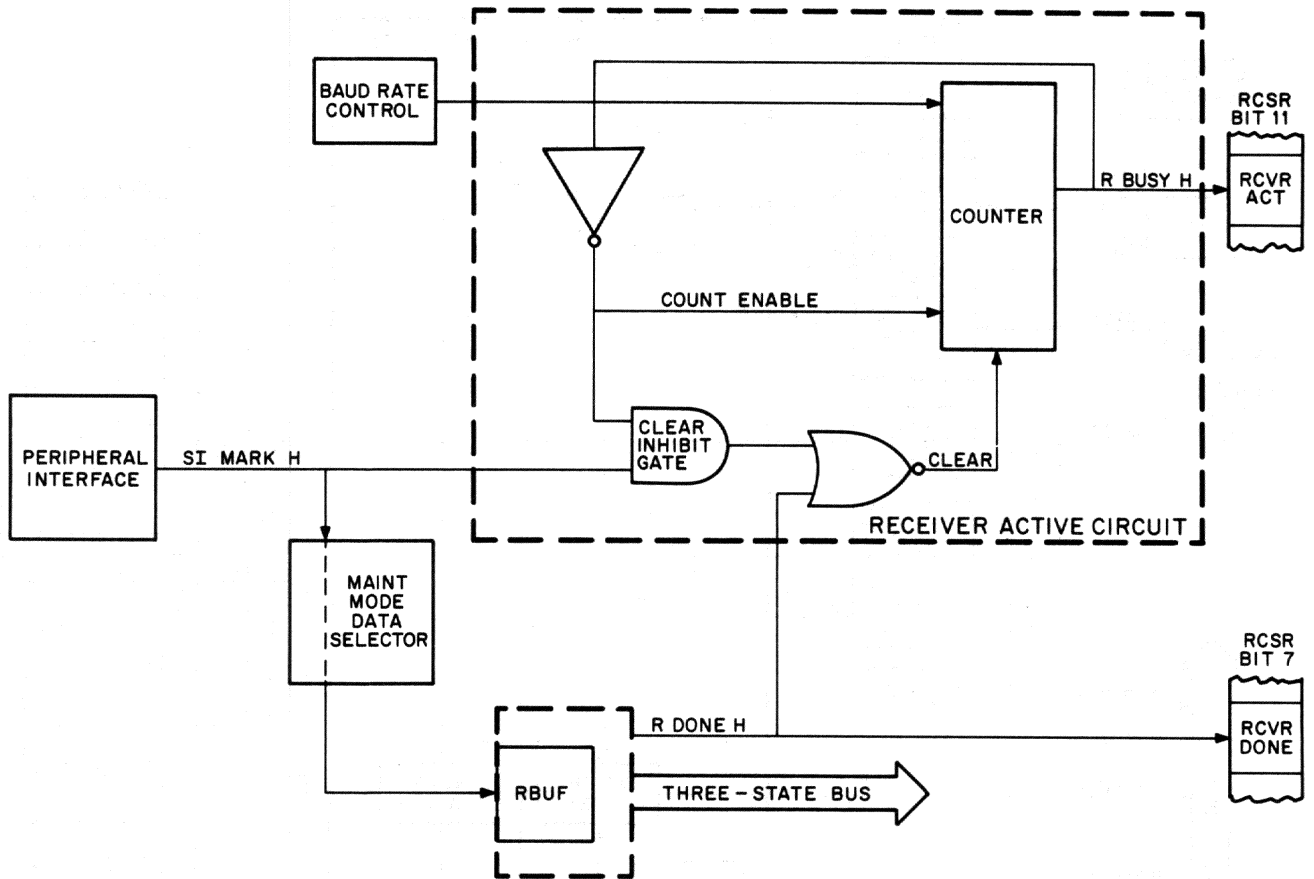 BAUD RATE
CONTROL
RCSR
BIT 11
R BUSY H
RCVR
ACT
COUNTER
COUNT ENABLE
PERIPHERAL
INTERFACE
SI MARK H
CLEAR
INHIBIT
GATE
CLEAR
RECEIVER ACTIVE CIRCUIT
MAINT
MODE
DATA
SELECTOR
RCSR
BIT 7
R DONE H
RCVR
DONE
RBUF
THREE-STATE BUS